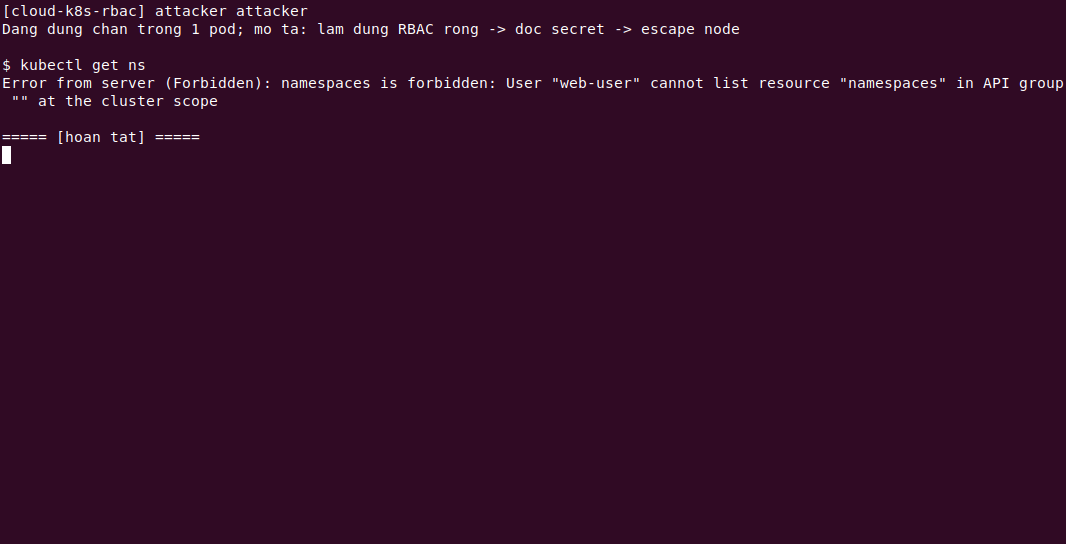 [cloud-k8s-rbac] attacker attacker
Dang dung chan trong 1 pod; mo ta: lam dung RBAC rong -> doc secret -> escape node
$ kubectl get ns
Error from server (Forbidden): namespaces is forbidden: User "web-user" cannot list resource "namespaces" in API group
"" at the cluster scope
===== [hoan tat] =====